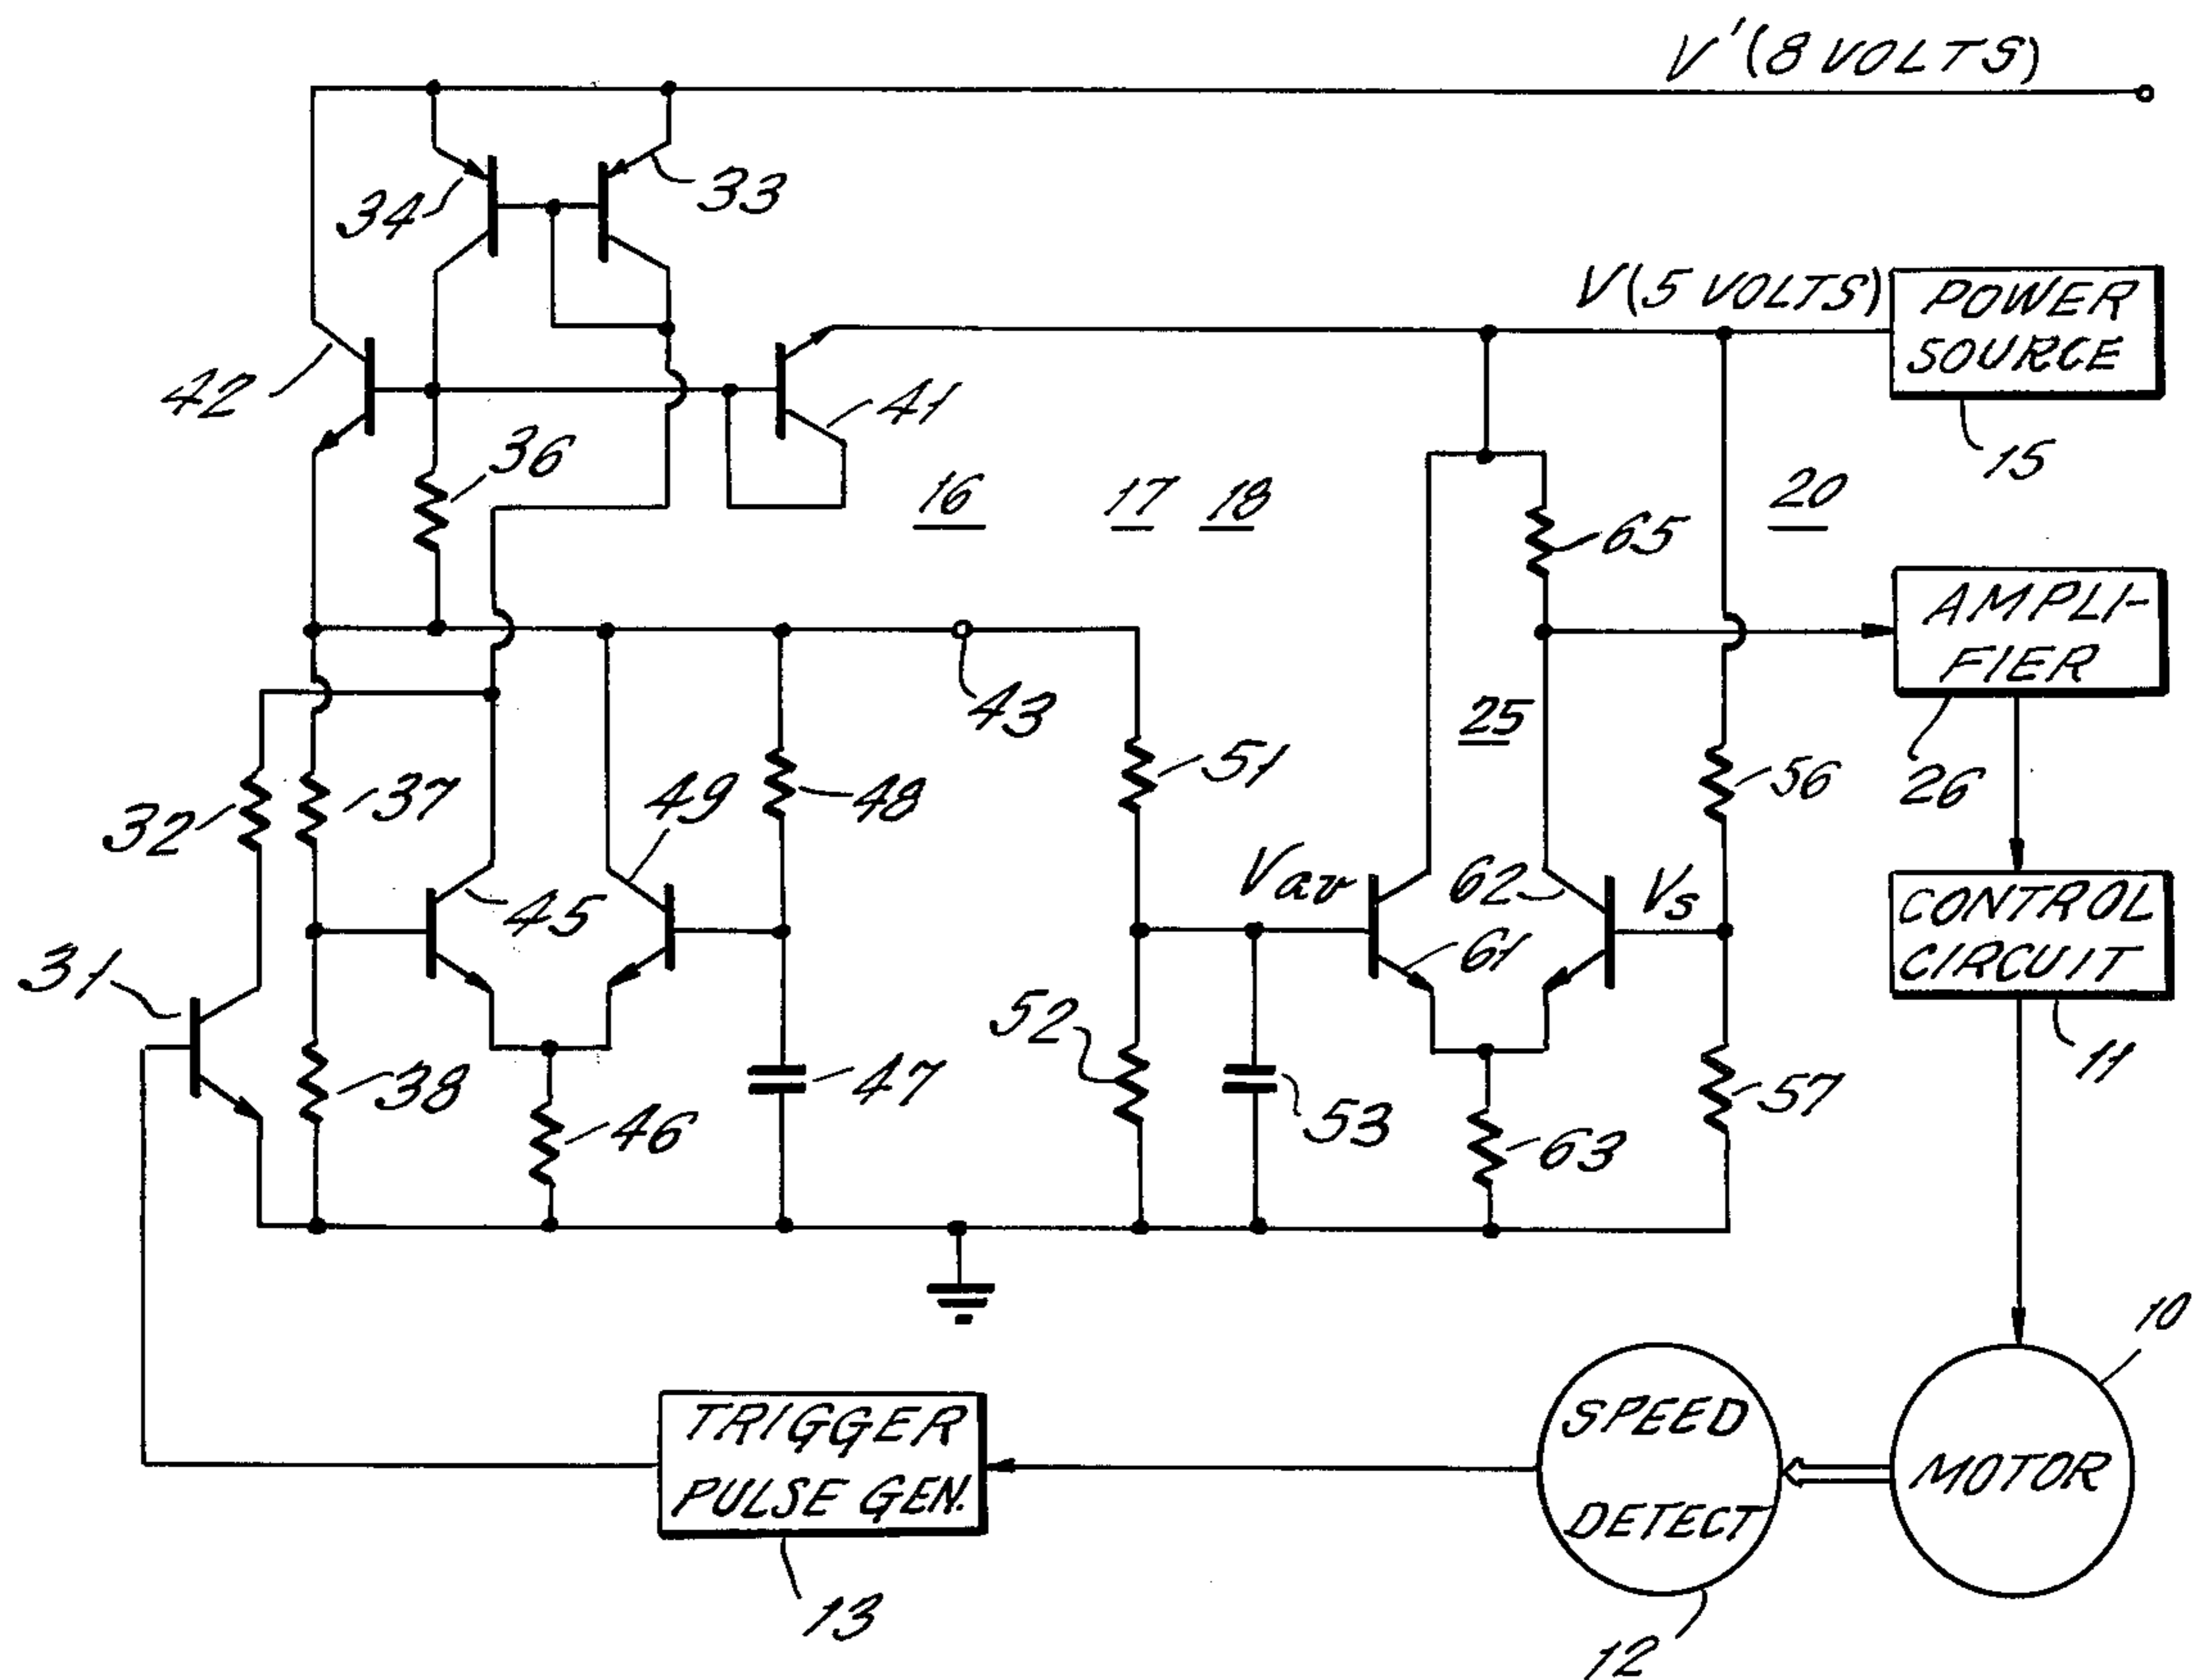 V'(8 VOLTS)
34
33
V(5 VOLTS)
POWER
SOURCE
42
41
15
36
16
17
18
20
65
AMPLI-
FIER
43
25
26
32
37
49
48
51
56
45
Vav
62
Vs
CONTROL
CIRCUIT
31
61
52
38
47
11
46
53
63
57
10
TRIGGER
PULSE GEN.
SPEED
DETECT
MOTOR
13
12